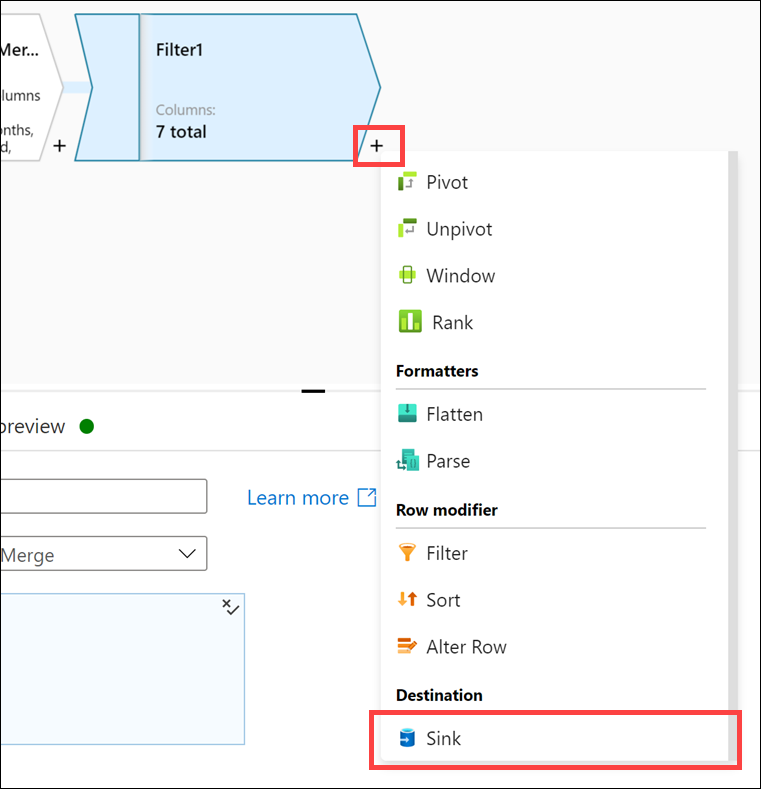 Mer...
Filter1
lumns
Columns:
7 total
nths,
d,
+
+
Pivot
Unpivot
Window
Rank
Formatters
Flatten
preview
Parse
Learn more
Row modifier
Merge
Filter
Sort
Alter Row
Destination
Sink